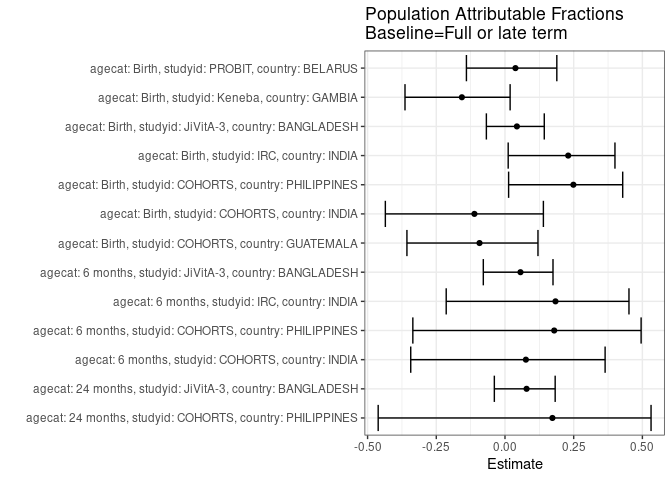 Population Attributable Fractions
Baseline=Full or late term
agecat: Birth, studyid: PROBIT, country: BELARUS
agecat: Birth, studyid: Keneba, country: GAMBIA
agecat: Birth, studyid: JiVitA-3, country: BANGLADESH
agecat: Birth, studyid: IRC, country: INDIA
agecat: Birth, studyid: COHORTS, country: PHILIPPINES
agecat: Birth, studyid: COHORTS, country: INDIA
agecat: Birth, studyid: COHORTS, country: GUATEMALA
agecat: 6 months, studyid: JiVitA-3, country: BANGLADESH
agecat: 6 months, studyid: IRC, country: INDIA
agecat: 6 months, studyid: COHORTS, country: PHILIPPINES
agecat: 6 months, studyid: COHORTS, country: INDIA
agecat: 24 months, studyid: JiVitA-3, country: BANGLADESH
agecat: 24 months, studyid: COHORTS, country: PHILIPPINES
-0.50 -0.25 0.00 0.25 0.50
Estimate